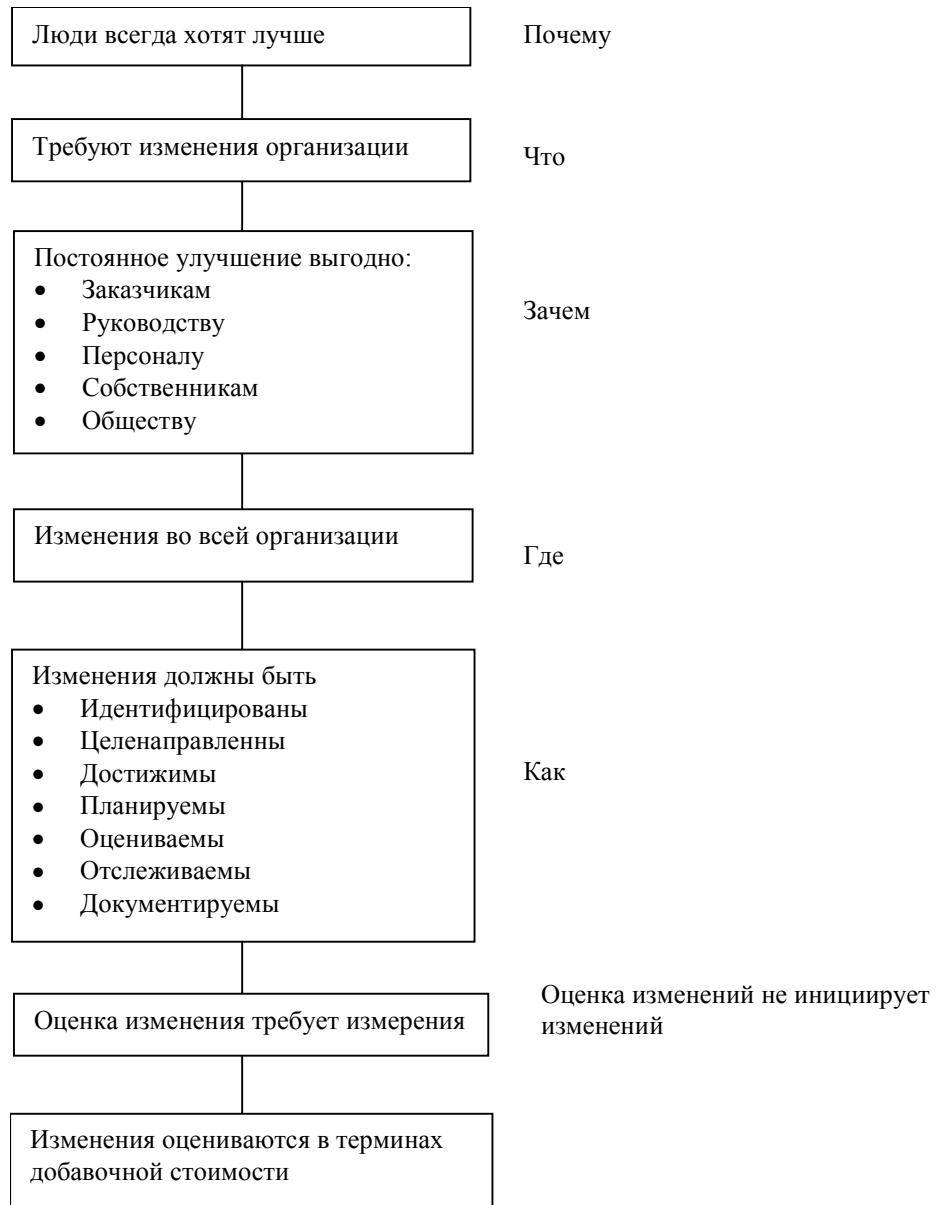 Люди всегда хотят лучше
Почему
Требуют изменения организации
Что
Постоянное улучшение выгодно:
• Заказчикам
• Руководству
• Персоналу
• Собственникам
• Обществу
Зачем
Изменения во всей организации
Где
Изменения должны быть
• Идентифицированы
• Целенаправленны
• Достижимы
• Планируемы
• Оцениваемы
• Отслеживаемы
• Документируемы
Как
Оценка изменения требует измерения
Оценка изменений не инициирует
изменений
Изменения оцениваются в терминах
добавочной стоимости